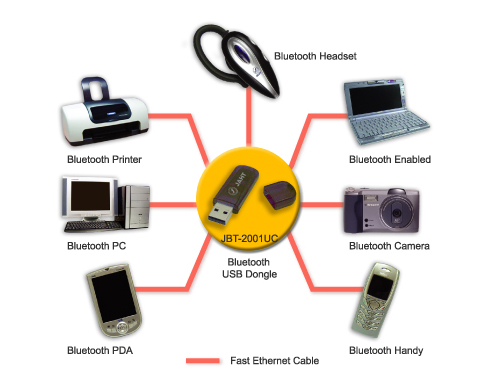 Bluetooth Headset
Bluetooth Printer
Bluetooth Enabled
JAHT
JBT-2001UC
Bluetooth PC
Bluetooth Camera
Bluetooth
USB Dongle
Bluetooth PDA
Bluetooth Handy
Fast Ethernet Cable